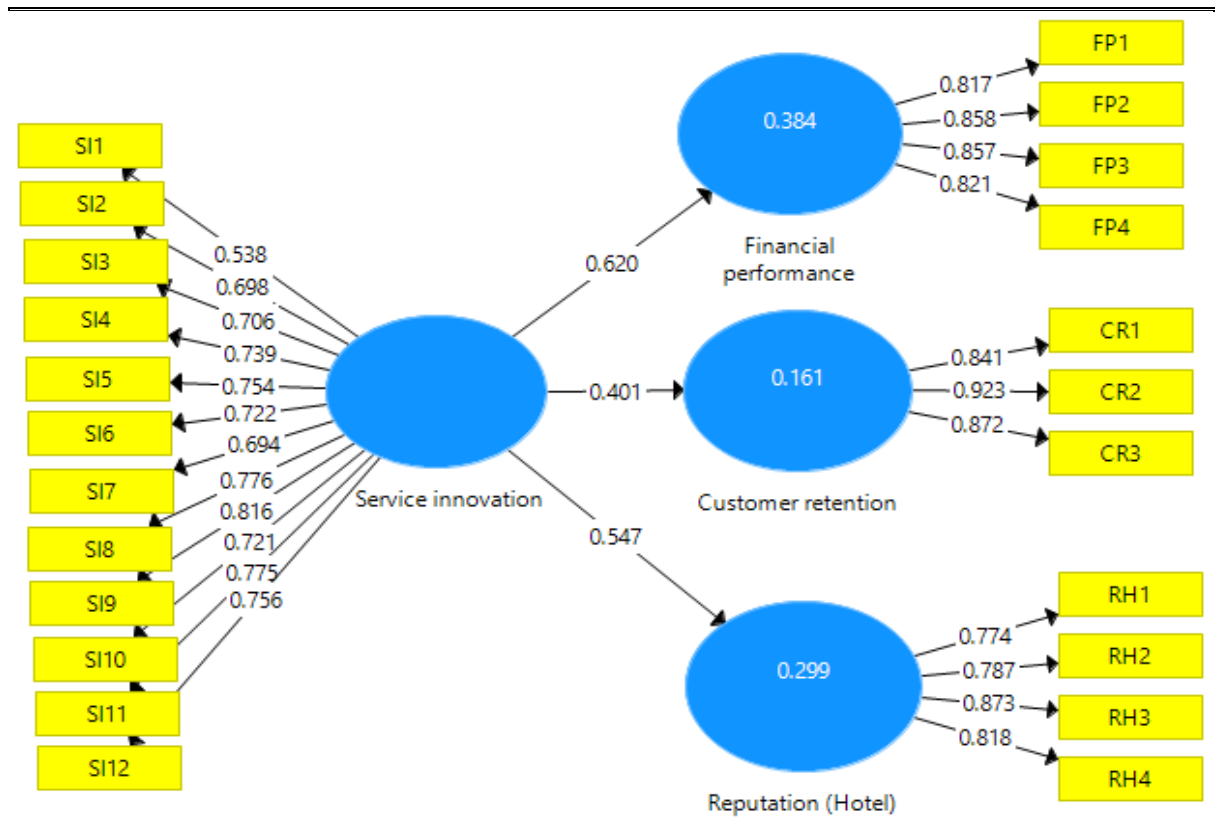 SI1
SI2
SI3
SI4
SI5
SI6
SI7
SI8
SI9
SI10
SI11
SI12
0.538
0.698
0.706
0.739
0.754
0.722
0.694
0.776
0.816
0.721
0.775
0.756
Service innovation
0.620
0.401
0.547
0.384
Financial
performance
0.817
0.858
0.857
0.821
FP1
FP2
FP3
FP4
0.161
Customer retention
0.841
0.923
0.872
CR1
CR2
CR3
0.299
Reputation (Hotel)
0.774
0.787
0.873
0.818
RH1
RH2
RH3
RH4